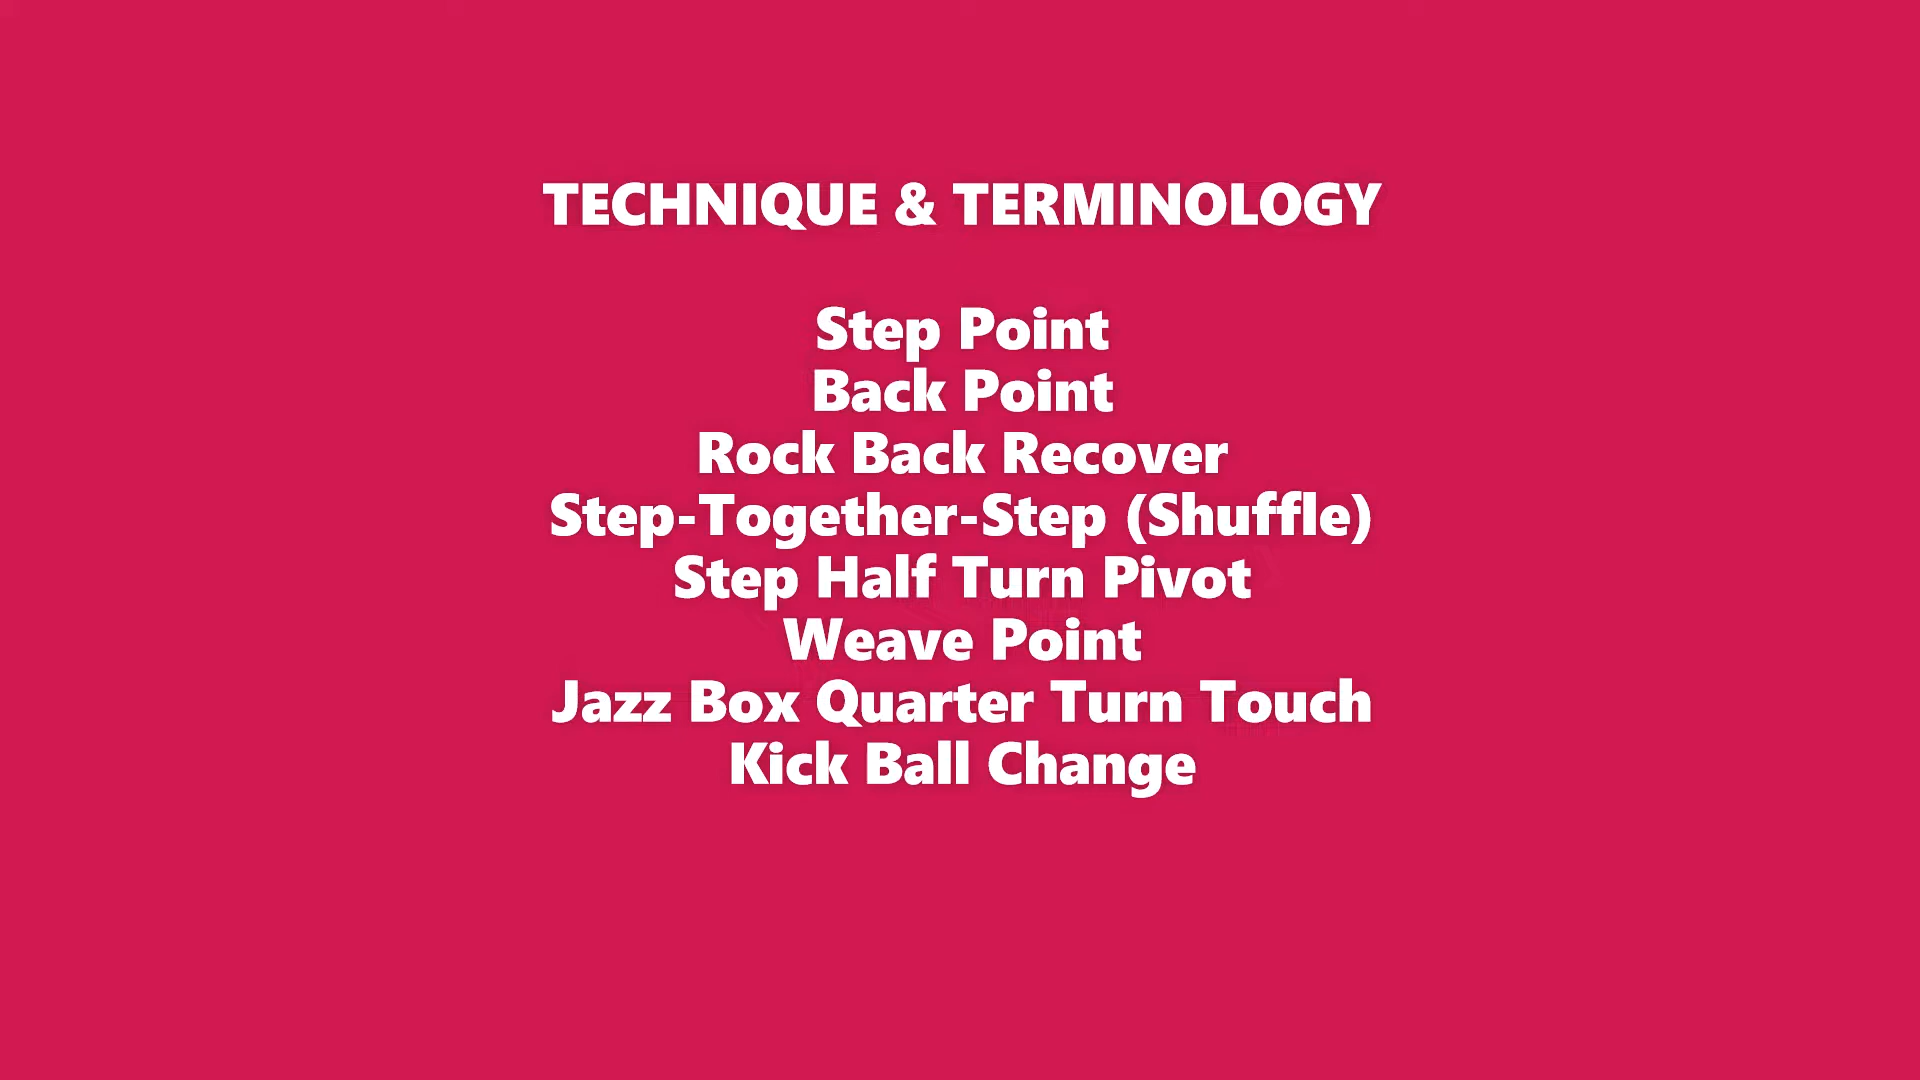 TECHNIQUE & TERMINOLOGY
Step Point
Back Point
Rock Back Recover
Step-Together-Step (Shuffle)
Step Half Turn Pivot
Weave Point
Jazz Box Quarter Turn Touch
Kick Ball Change